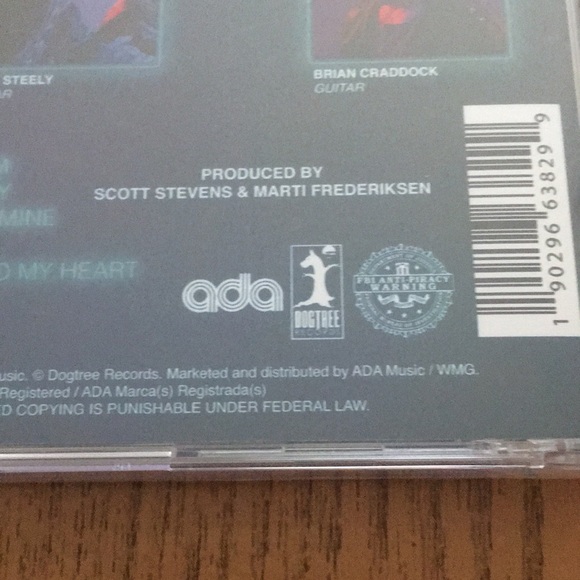 STEELY
BRIAN CRADDOCK
GUITAR
PRODUCED BY
SCOTT STEVENS & MARTI FREDERIKSEN
MINE
MY HEART
ada
DOGTREE
RECORDS
FBI ANTI-PIRACY
WARNING
1 90296 63829 9
usic. © Dogtree Records. Marketed and distributed by ADA Music / WMG.
Registered / ADA Marca(s) Registrada(s)
D COPYING IS PUNISHABLE UNDER FEDERAL LAW.